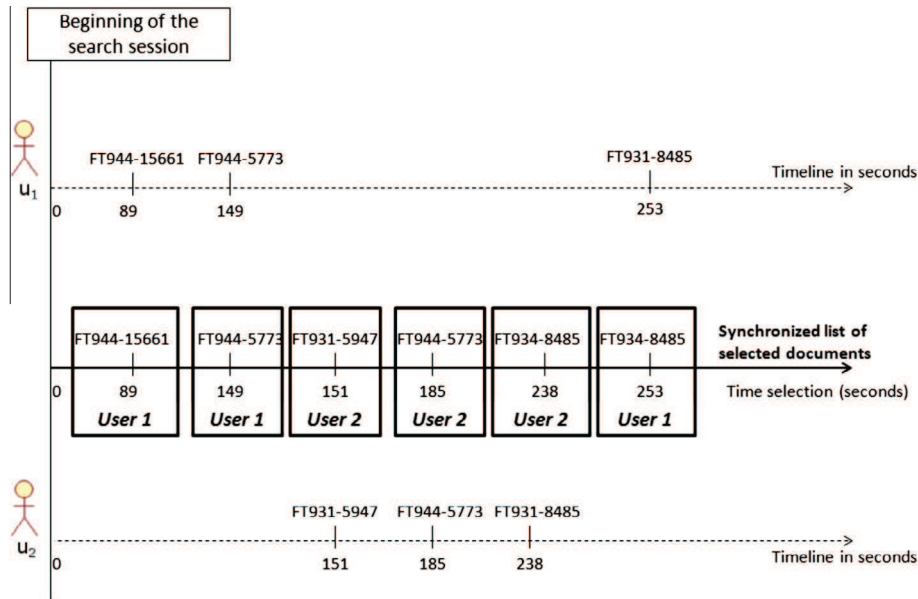 Beginning of the
search session
FT944-15661 FT944-5773 FT931-8485
Timeline in seconds
u1
0 89 149 253
FT944-15661 FT944-5773 FT931-5947 FT944-5773 FT934-8485 FT934-8485
Synchronized list of
selected documents
0 89 149 151 185 238 253
Time selection (seconds)
User 1 User 1 User 2 User 2 User 2 User 1
FT931-5947 FT944-5773 FT931-8485
u2
0 151 185 238
Timeline in seconds